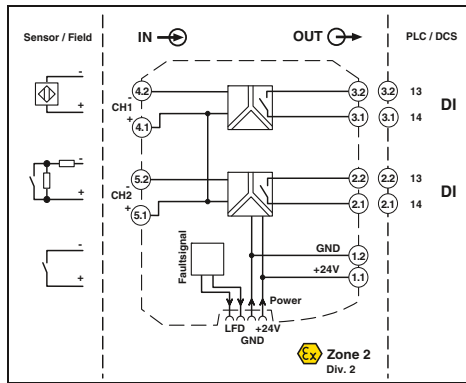 Sensor / Field
IN
OUT
PLC / DCS
-
+
4.2
-
CH1
+
4.1
3.2
3.1
3.2
13
3.1
14
DI
-
+
5.2
-
CH2
+
5.1
2.2
2.1
2.2
13
2.1
14
DI
-
+
Faultsignal
GND
1.2
+24V
1.1
Power
LFD
+24V
GND
Ex
Zone 2
Div. 2